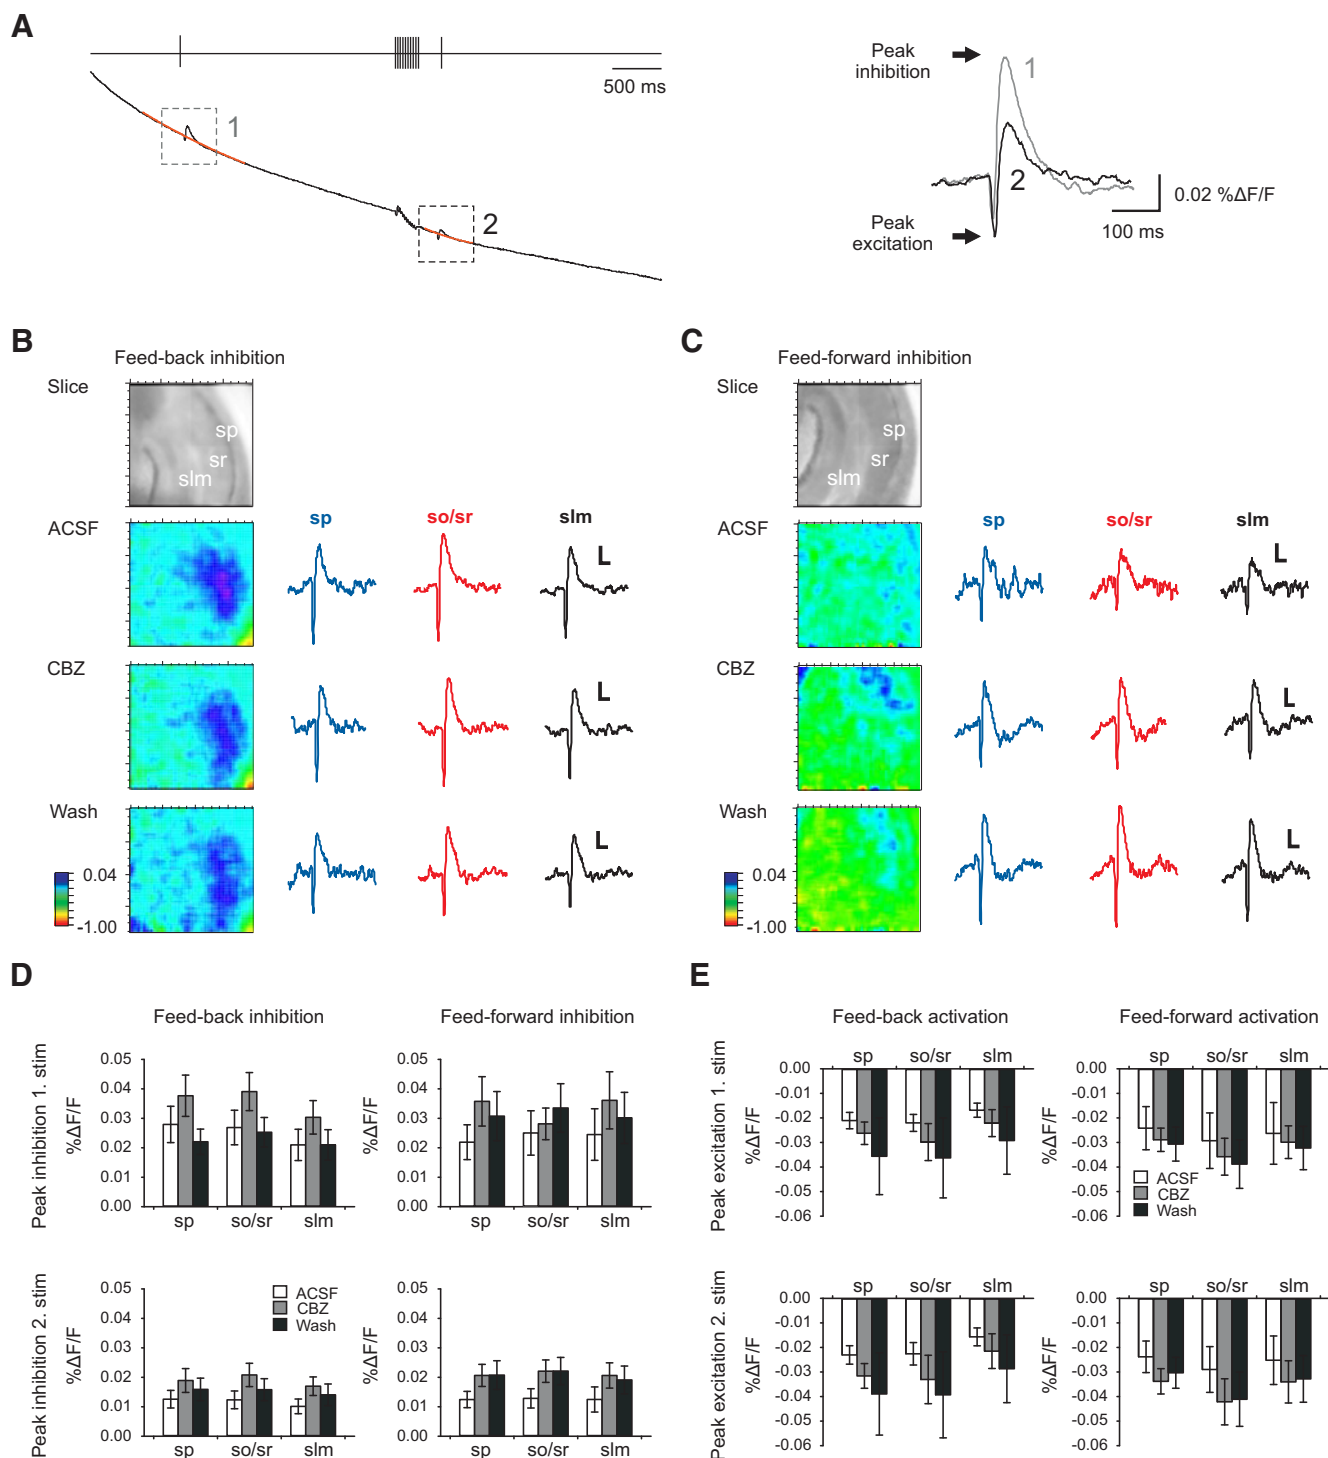 A
500 ms
1
2
Peak
inhibition
1
2
Peak
excitation
0.02 %ΔF/F
100 ms
B
Feed-back inhibition
Slice
sp
sr
slm
ACSF
sp
so/sr
slm
CBZ
Wash
0.04
-1.00
C
Feed-forward inhibition
Slice
sp
sr
slm
ACSF
sp
so/sr
slm
CBZ
Wash
0.04
-1.00
D
Feed-back inhibition
Feed-forward inhibition
Peak inhibition 1. stim
%ΔF/F
0.05
0.04
0.03
0.02
0.01
0.00
sp
so/sr
slm
%ΔF/F
0.05
0.04
0.03
0.02
0.01
0.00
sp
so/sr
slm
Peak inhibition 2. stim
%ΔF/F
0.05
0.04
0.03
0.02
0.01
0.00
ACSF
CBZ
Wash
sp
so/sr
slm
%ΔF/F
0.05
0.04
0.03
0.02
0.01
0.00
sp
so/sr
slm
E
Feed-back activation
Feed-forward activation
Peak excitation 1. stim
%ΔF/F
sp
so/sr
slm
0.00
-0.01
-0.02
-0.03
-0.04
-0.05
-0.06
%ΔF/F
sp
so/sr
slm
0.00
-0.01
-0.02
-0.03
-0.04
-0.05
-0.06
ACSF
CBZ
Wash
Peak excitation 2. stim
%ΔF/F
sp
so/sr
slm
0.00
-0.01
-0.02
-0.03
-0.04
-0.05
-0.06
%ΔF/F
sp
so/sr
slm
0.00
-0.01
-0.02
-0.03
-0.04
-0.05
-0.06